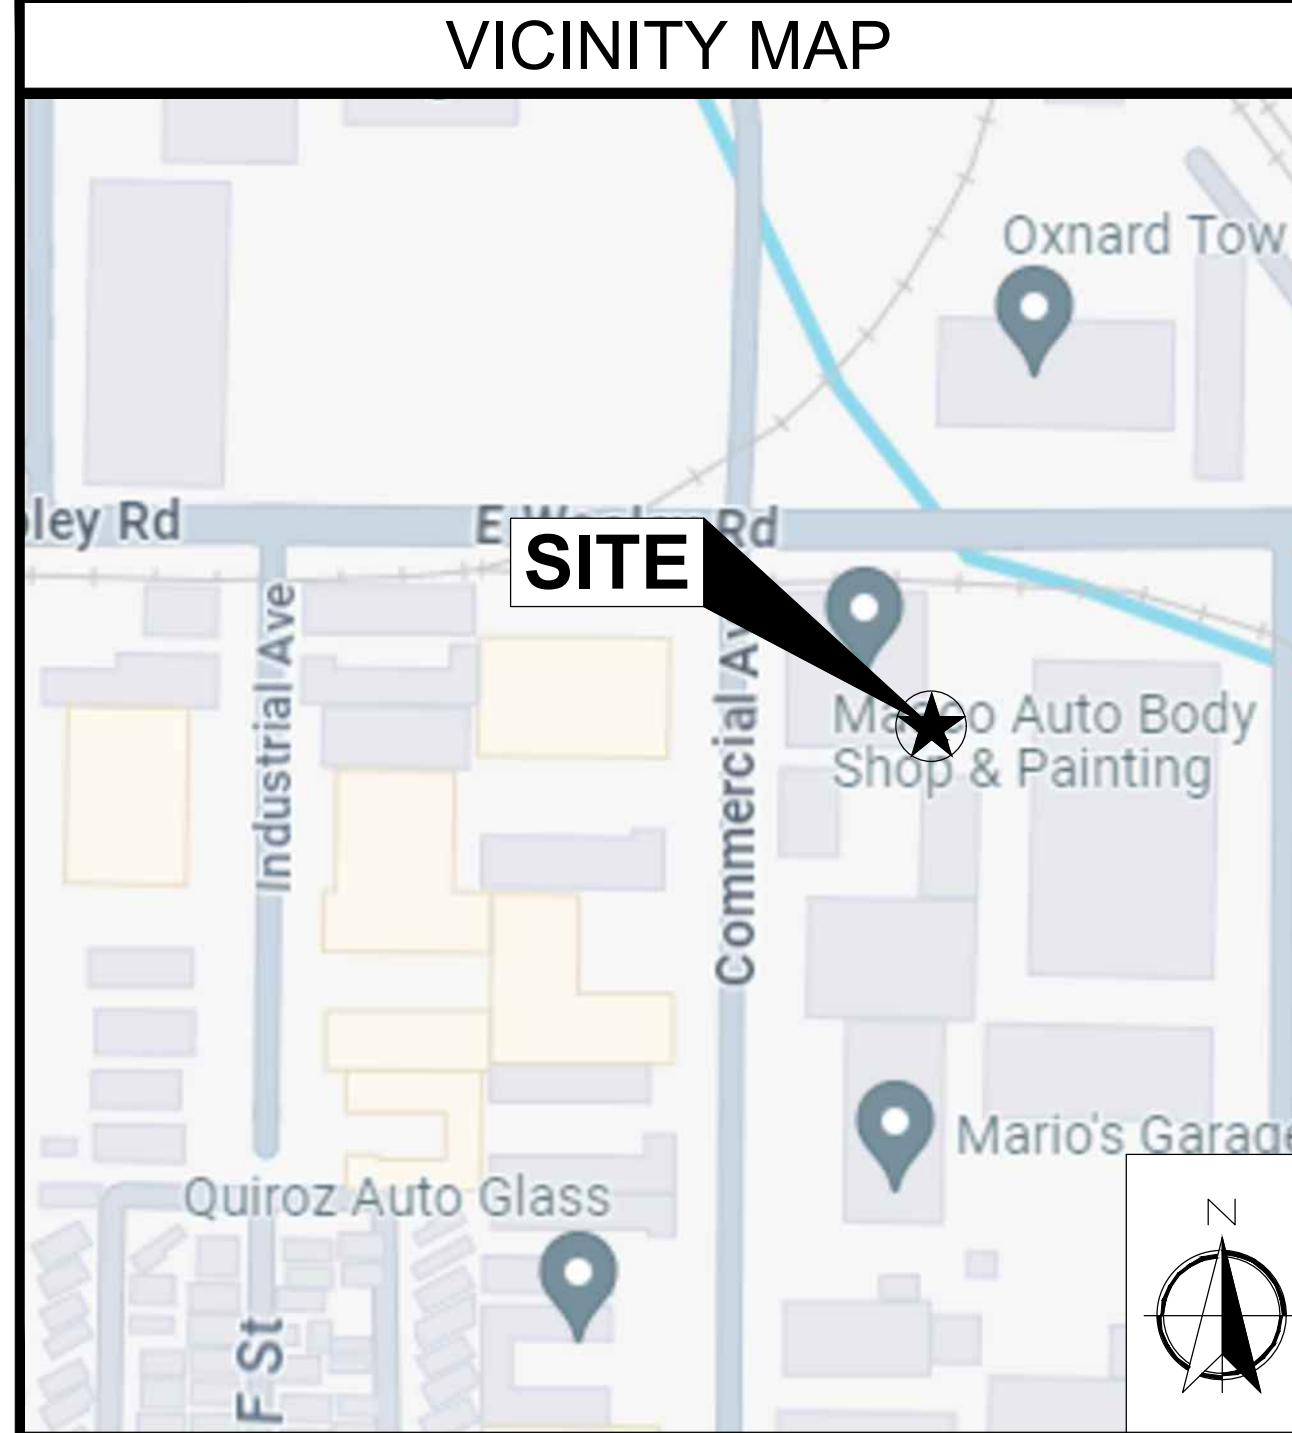 VICINITY MAP
Oxnard Tow
ley Rd
E Rd
SITE
Industrial Ave
Commercial
Auto Body
Shop & Painting
Mario's Garage
N
Quiroz Auto Glass
F St